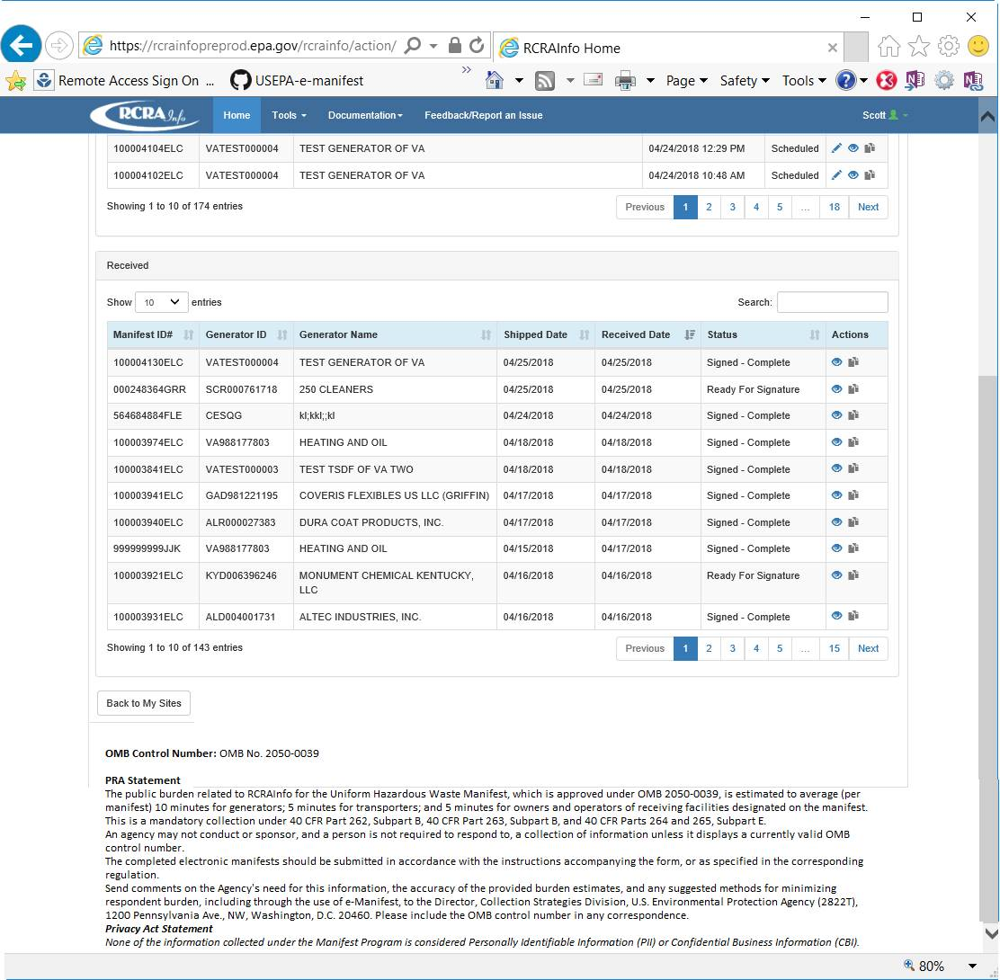 https://rcrainfopreprod.epa.gov/rcrainfo/action/
RCRAInfo Home
Remote Access Sign On ...
USEPA-e-manifest
»
Page
Safety
Tools
RCRAInfo
Home
Tools
Documentation
Feedback/Report an Issue
Scott
100004104ELC VATEST000004 TEST GENERATOR OF VA 04/24/2018 12:29 PM Scheduled
100004102ELC VATEST000004 TEST GENERATOR OF VA 04/24/2018 10:48 AM Scheduled
Showing 1 to 10 of 174 entries
Previous 1 2 3 4 5 ... 18 Next
Received
Show 10 entries
Search:
Manifest ID# Generator ID Generator Name Shipped Date Received Date Status Actions
100004130ELC VATEST000004 TEST GENERATOR OF VA 04/25/2018 04/25/2018 Signed - Complete
000248364GRR SCR000761718 250 CLEANERS 04/25/2018 04/25/2018 Ready For Signature
564684884FLE CESQG kl;kkl;;kl 04/24/2018 04/24/2018 Signed - Complete
100003974ELC VA988177803 HEATING AND OIL 04/18/2018 04/18/2018 Signed - Complete
100003841ELC VATEST000003 TEST TSDF OF VA TWO 04/18/2018 04/18/2018 Signed - Complete
100003941ELC GAD981221195 COVERIS FLEXIBLES US LLC (GRIFFIN) 04/17/2018 04/17/2018 Signed - Complete
100003940ELC ALR000027383 DURA COAT PRODUCTS, INC. 04/17/2018 04/17/2018 Signed - Complete
999999999JJK VA988177803 HEATING AND OIL 04/15/2018 04/17/2018 Signed - Complete
100003921ELC KYD006396246 MONUMENT CHEMICAL KENTUCKY, 04/16/2018 04/16/2018 Ready For Signature
LLC
100003931ELC ALD004001731 ALTEC INDUSTRIES, INC. 04/16/2018 04/16/2018 Signed - Complete
Showing 1 to 10 of 143 entries
Previous 1 2 3 4 5 ... 15 Next
Back to My Sites
OMB Control Number: OMB No. 2050-0039
PRA Statement
The public burden related to RCRAInfo for the Uniform Hazardous Waste Manifest, which is approved under OMB 2050-0039, is estimated to average (per
manifest) 10 minutes for generators; 5 minutes for transporters; and 5 minutes for owners and operators of receiving facilities designated on the manifest.
This is a mandatory collection under 40 CFR Part 262, Subpart B, 40 CFR Part 263, Subpart B, and 40 CFR Parts 264 and 265, Subpart E.
An agency may not conduct or sponsor, and a person is not required to respond to, a collection of information unless it displays a currently valid OMB
control number.
The completed electronic manifests should be submitted in accordance with the instructions accompanying the form, or as specified in the corresponding
regulation.
Send comments on the Agency's need for this information, the accuracy of the provided burden estimates, and any suggested methods for minimizing
respondent burden, including through the use of e-Manifest, to the Director, Collection Strategies Division, U.S. Environmental Protection Agency (2822T),
1200 Pennsylvania Ave., NW, Washington, D.C. 20460. Please include the OMB control number in any correspondence.
Privacy Act Statement
None of the information collected under the Manifest Program is considered Personally Identifiable Information (PII) or Confidential Business Information (CBI).
80%